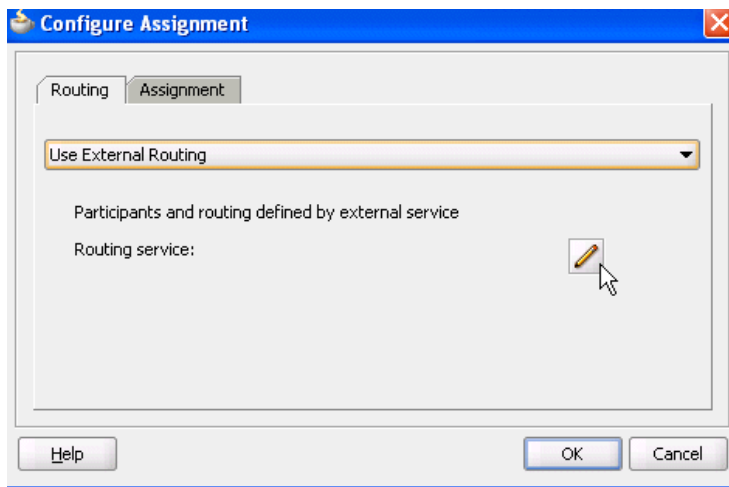 Configure Assignment
Routing
Assignment
Use External Routing
Participants and routing defined by external service
Routing service:
Help
OK
Cancel